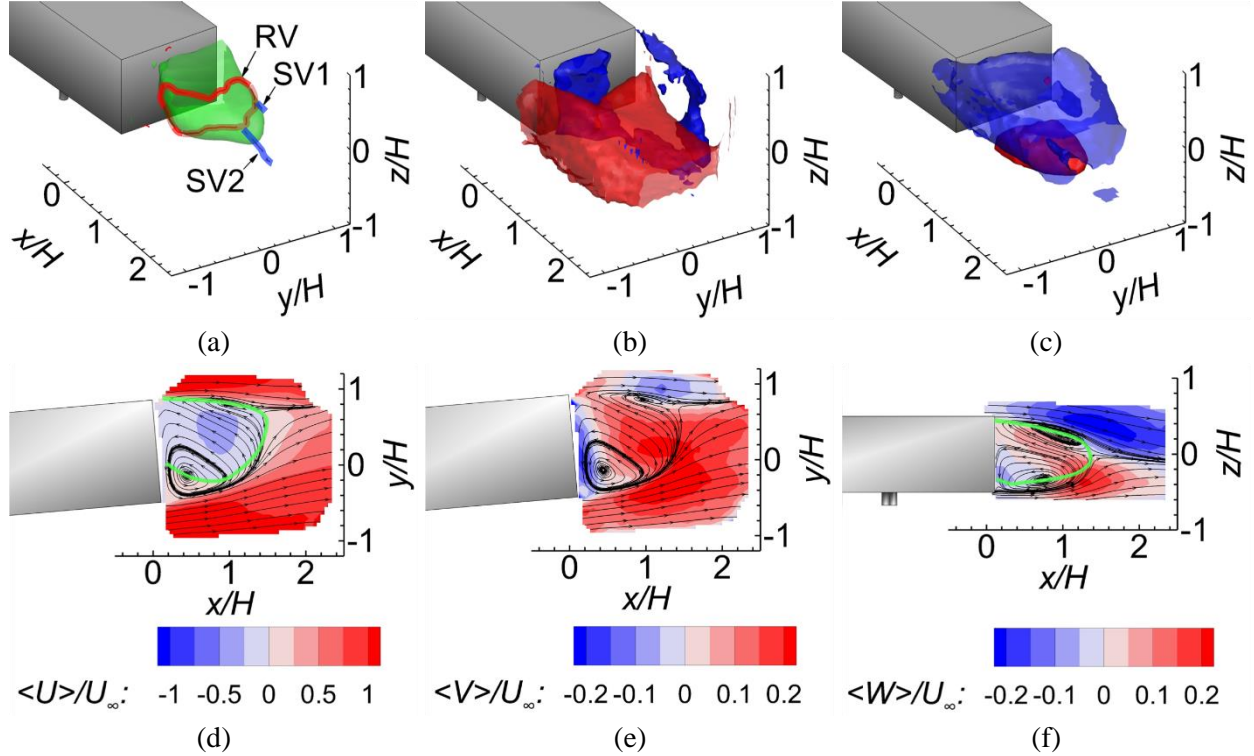 RV
SV1
SV2
1
0
-1
z/H
0
1
2
x/H
-1
0
1
y/H
(a)
1
0
-1
z/H
0
1
2
x/H
-1
0
1
y/H
(b)
1
0
-1
z/H
0
1
2
x/H
-1
0
1
y/H
(c)
1
0
-1
y/H
0 1 2
x/H
<U>/U∞: -1 -0.5 0 0.5 1
(d)
1
0
-1
y/H
0 1 2
x/H
<V>/U∞: -0.2 -0.1 0 0.1 0.2
(e)
1
0
-1
z/H
0 1 2
x/H
<W>/U∞: -0.2 -0.1 0 0.1 0.2
(f)